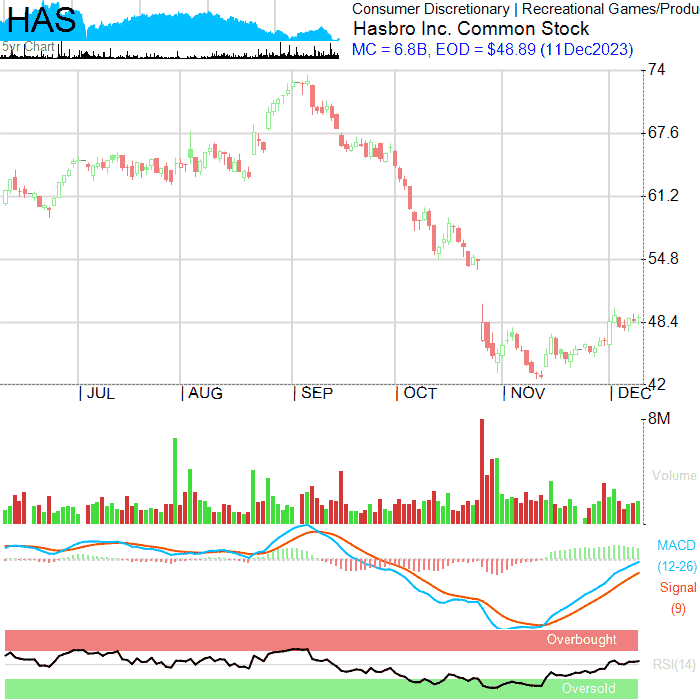 HAS
5yr Chart
Consumer Discretionary | Recreational Games/Produ
Hasbro Inc. Common Stock
MC = 6.8B, EOD = $48.89 (11Dec2023)
74
67.6
61.2
54.8
48.4
42
| JUL | AUG | SEP | OCT | NOV | DEC
8M
Volume
MACD
(12-26)
Signal
(9)
Overbought
RSI(14)
Oversold